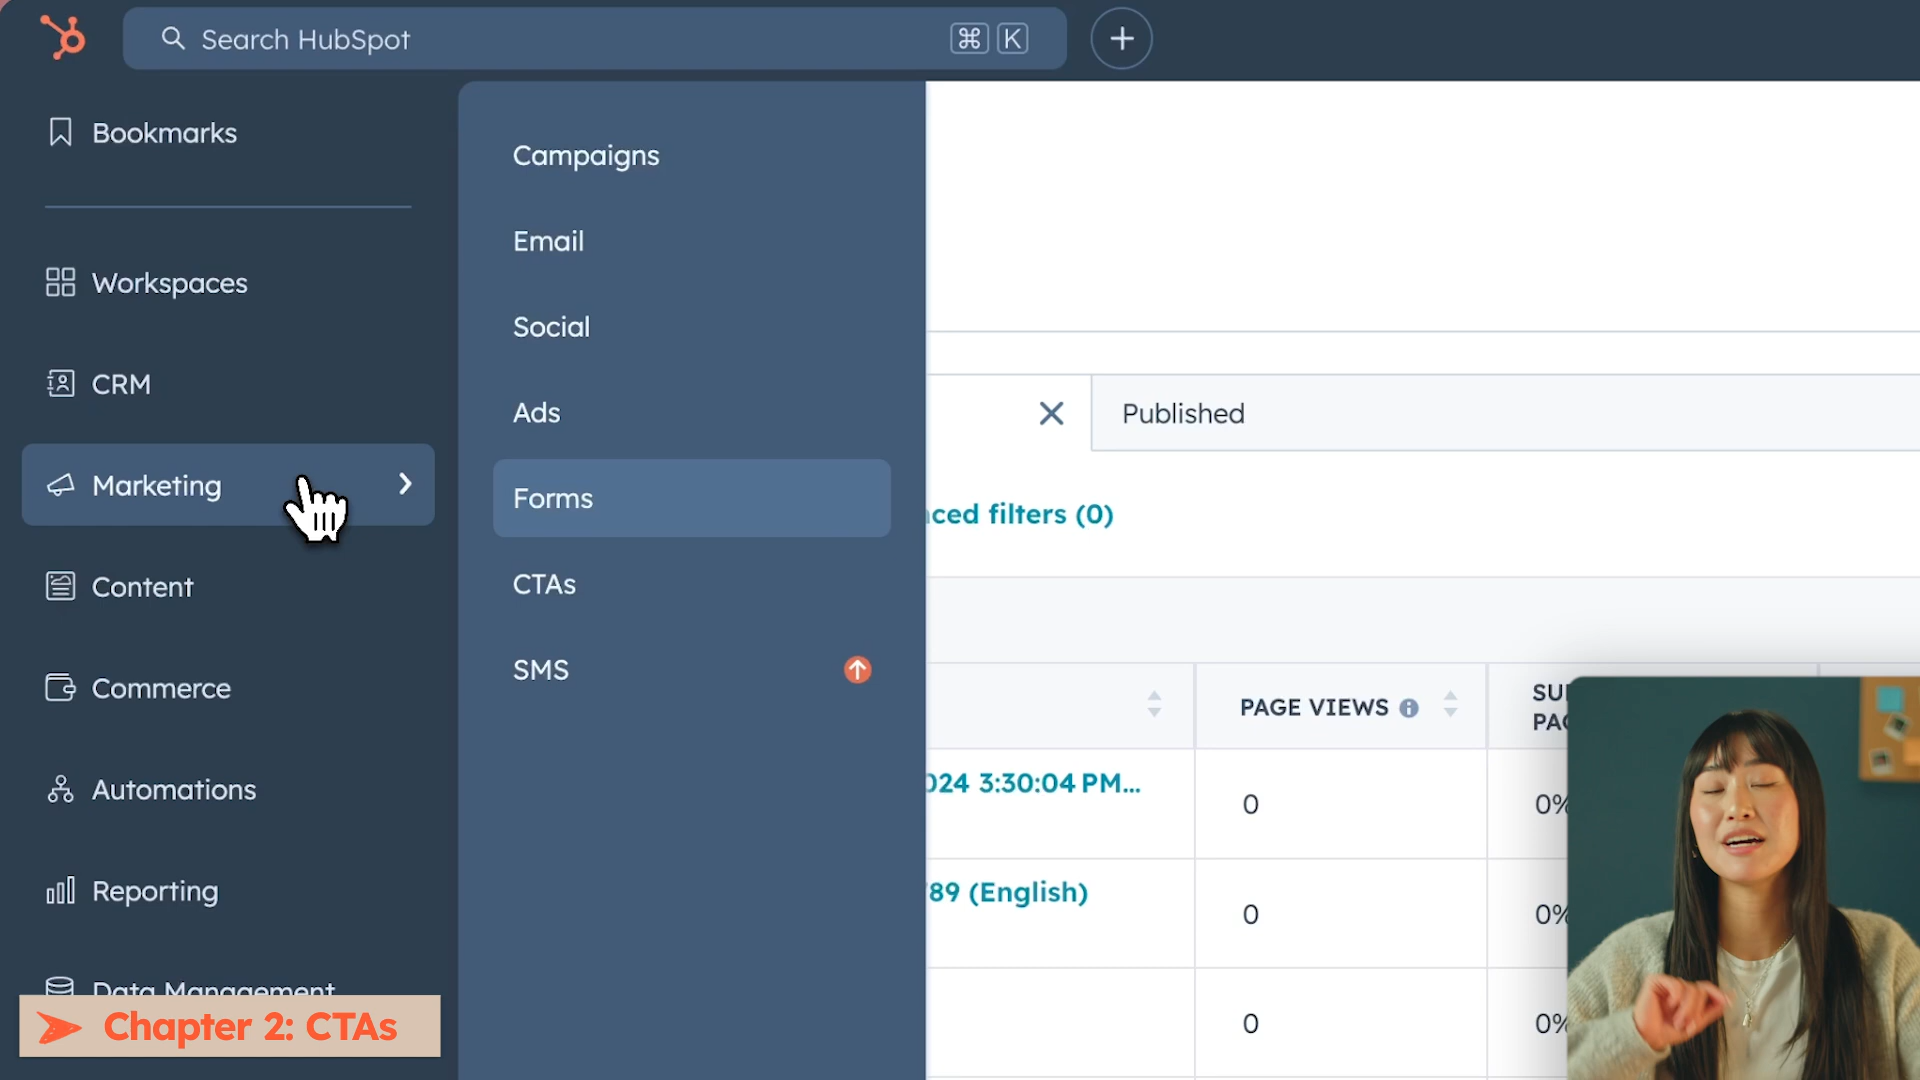 Search HubSpot
⌘ K
Bookmarks
Workspaces
CRM
Marketing
Content
Commerce
Automations
Reporting
Data Management
Chapter 2: CTAs
Campaigns
Email
Social
Ads
Forms
CTAs
SMS
Published
ced filters (0)
PAGE VIEWS
024 3:30:04 PM...
0
0%
89 (English)
0
0%
0
0%